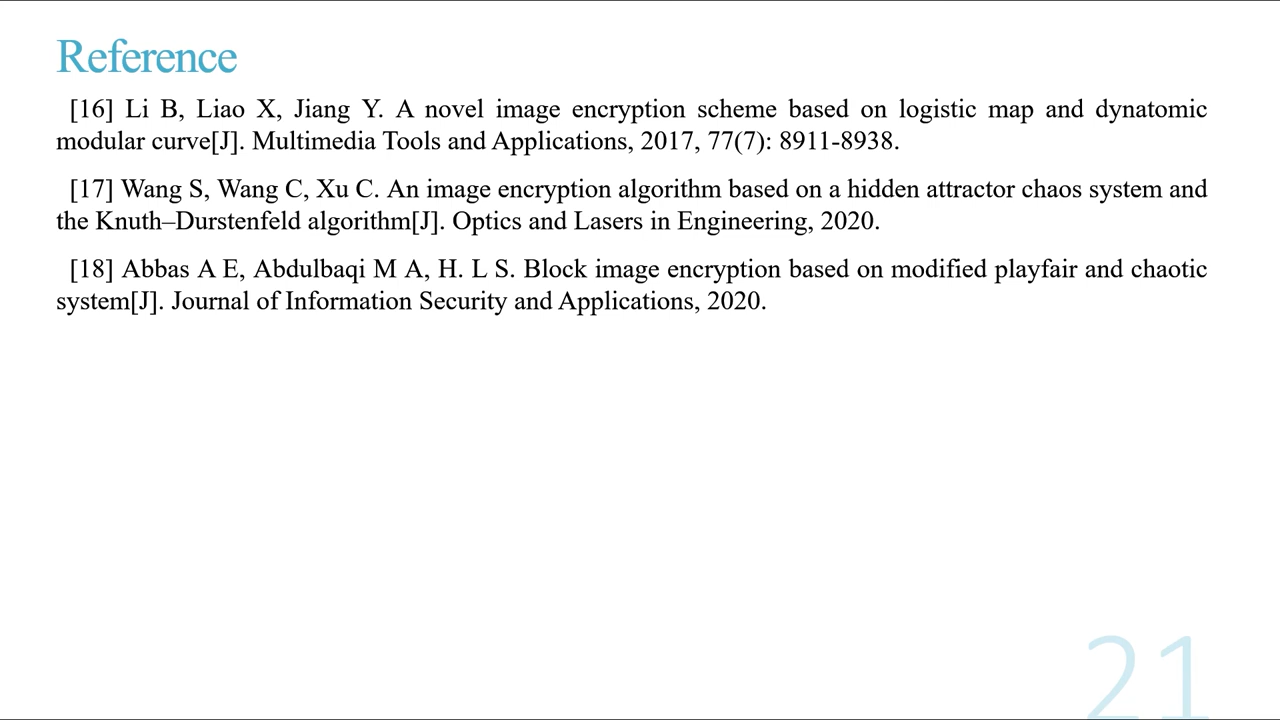 Reference
[16] Li B, Liao X, Jiang Y. A novel image encryption scheme based on logistic map and dynatomic
modular curve[J]. Multimedia Tools and Applications, 2017, 77(7): 8911-8938.
[17] Wang S, Wang C, Xu C. An image encryption algorithm based on a hidden attractor chaos system and
the Knuth–Durstenfeld algorithm[J]. Optics and Lasers in Engineering, 2020.
[18] Abbas A E, Abdulbaqi M A, H. L S. Block image encryption based on modified playfair and chaotic
system[J]. Journal of Information Security and Applications, 2020.
21